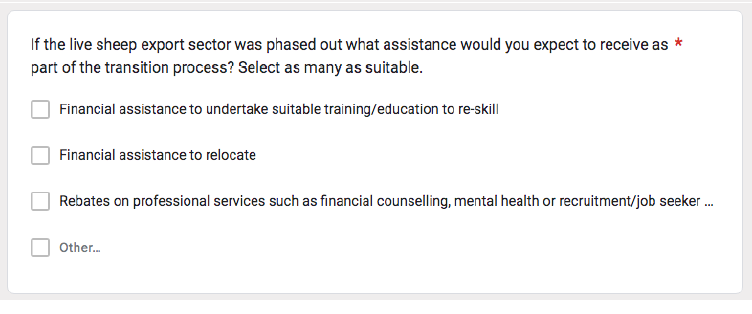 If the live sheep export sector was phased out what assistance would you expect to receive as *
part of the transition process? Select as many as suitable.
Financial assistance to undertake suitable training/education to re-skill
Financial assistance to relocate
Rebates on professional services such as financial counselling, mental health or recruitment/job seeker ...
Other...